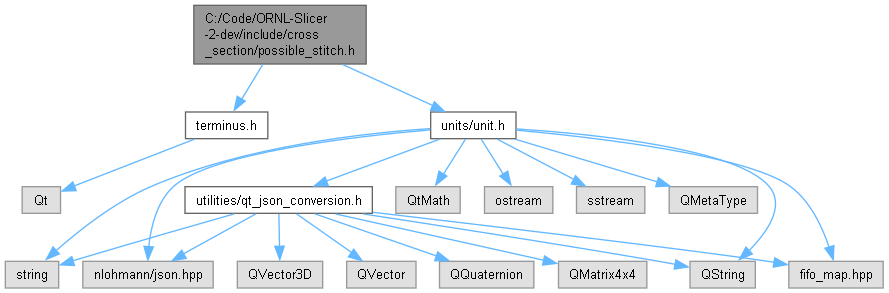 C:/Code/ORNL-Slicer
-2-dev/include/cross
_section/possible_stitch.h
terminus.h
units/unit.h
Qt
utilities/qt_json_conversion.h
QtMath
ostream
sstream
QMetaType
string
nlohmann/json.hpp
QVector3D
QVector
QQuaternion
QMatrix4x4
QString
fifo_map.hpp